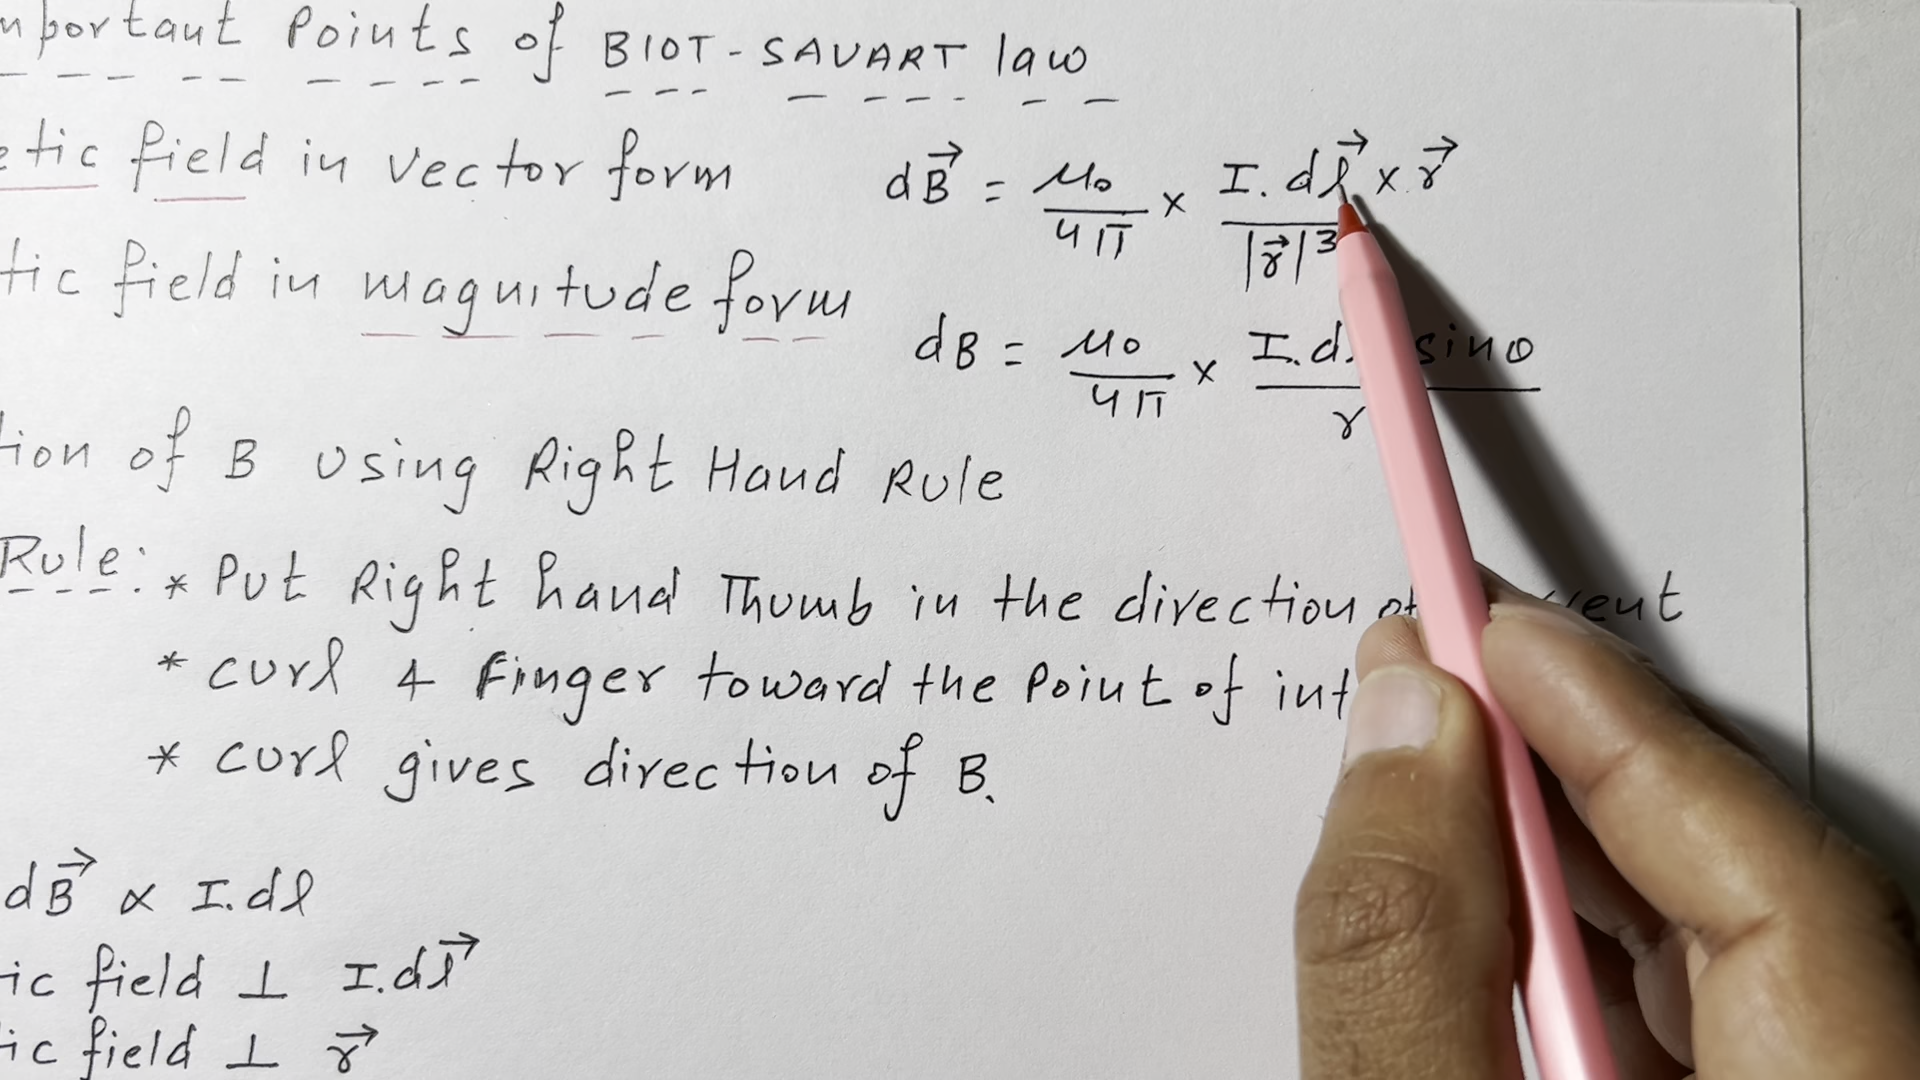 mportant Points of BIOT-SAVART law
etic field in vector form dB⃗ = μ₀/4π × I.dl⃗ × r⃗/|r⃗|³
tic field in magnitude form dB = μ₀/4π × I.d sinθ/r
tion of B using Right Hand Rule
Rule: * Put Right hand Thumb in the direction of
* curl 4 Finger toward the Point of int
* curl gives direction of B.
dB⃗ ∝ I.dl
ic field ⊥ I.dl⃗
ic field ⊥ r⃗